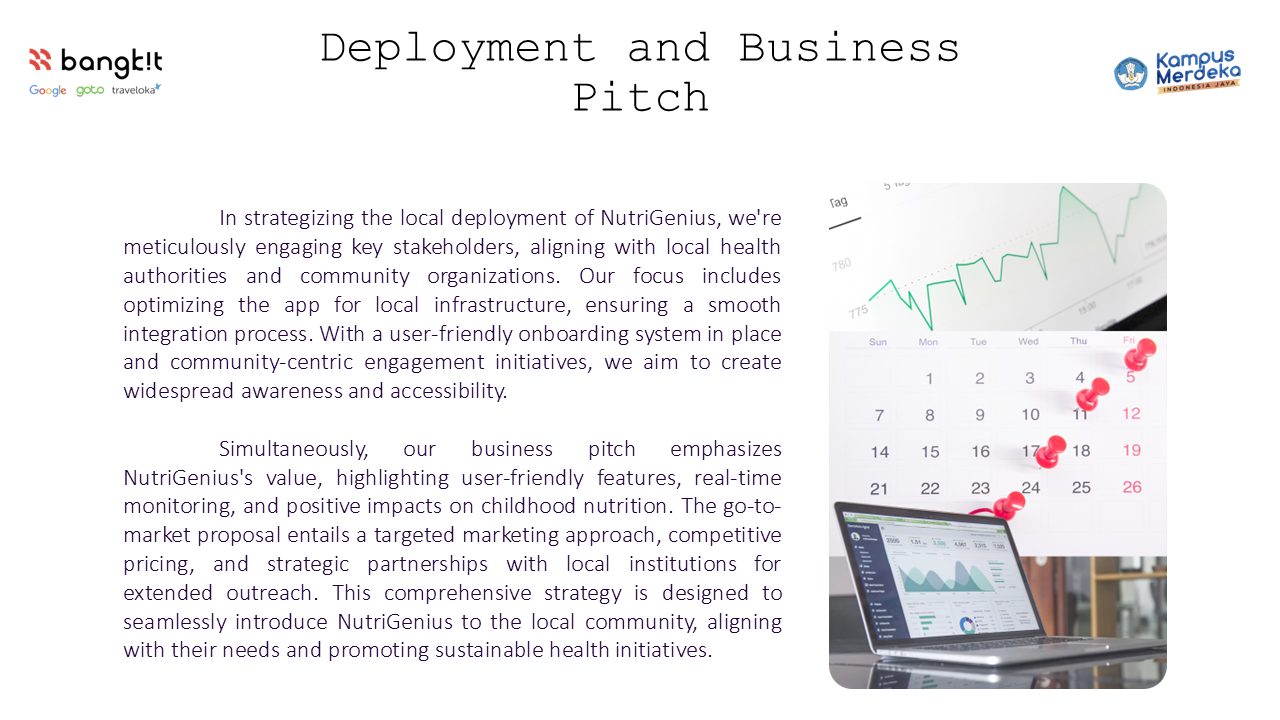 bangk!t
Google goto traveloka
Deployment and Business
Pitch
Kampus
Merdeka
INDONESIA JAYA
In strategizing the local deployment of NutriGenius, we're
meticulously engaging key stakeholders, aligning with local health
authorities and community organizations. Our focus includes
optimizing the app for local infrastructure, ensuring a smooth
integration process. With a user-friendly onboarding system in place
and community-centric engagement initiatives, we aim to create
widespread awareness and accessibility.
Simultaneously, our business pitch emphasizes
NutriGenius's value, highlighting user-friendly features, real-time
monitoring, and positive impacts on childhood nutrition. The go-to-
market proposal entails a targeted marketing approach, competitive
pricing, and strategic partnerships with local institutions for
extended outreach. This comprehensive strategy is designed to
seamlessly introduce NutriGenius to the local community, aligning
with their needs and promoting sustainable health initiatives.
Tag
780
775
Sun Mon Tue Wed Thu Fri
1 2 3 4 5
7 8 9 10 11 12
14 15 16 17 18 19
21 22 23 24 25 26